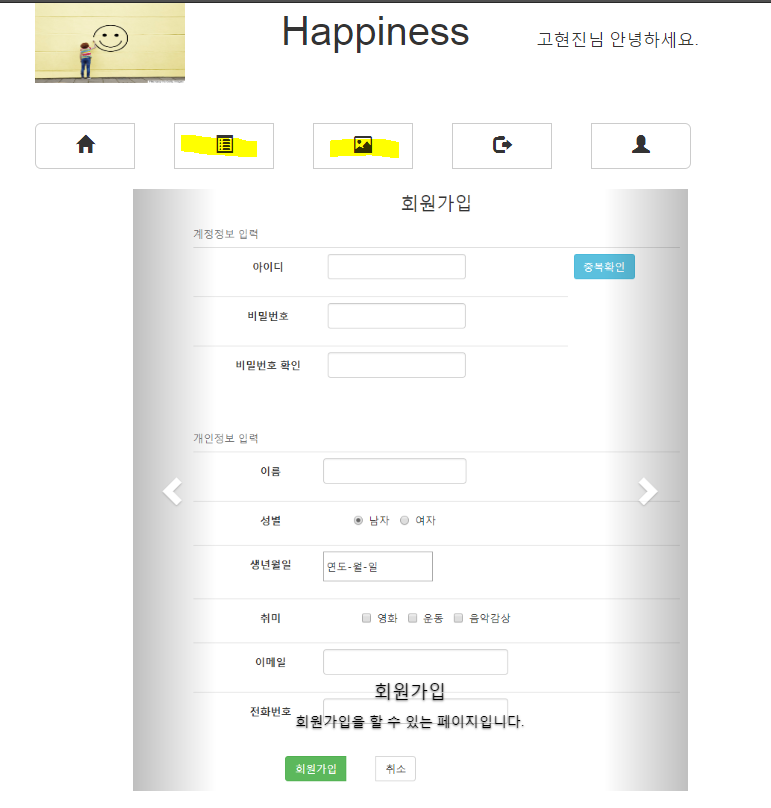 Happiness
고현진님 안녕하세요.
회원가입
계정정보 입력
아이디
중복확인
비밀번호
비밀번호 확인
개인정보 입력
이름
성별 남자 여자
생년월일 연도-월-일
취미 영화 운동 음악감상
이메일
회원가입
전화번호
회원가입을 할 수 있는 페이지입니다.
회원가입 취소